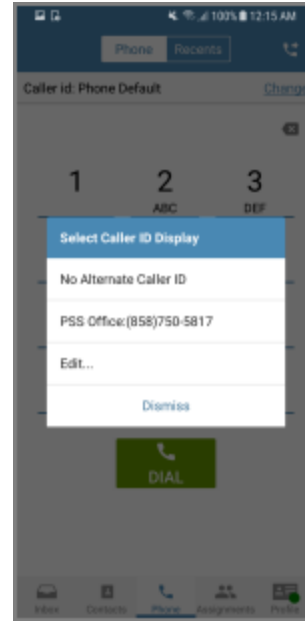 100% 12:15 AM
Phone Recents
Caller id: Phone Default Change
1 2 3
ABC DEF
Select Caller ID Display
No Alternate Caller ID
PSS Office:(858)750-5817
Edit...
Dismiss
DIAL
Inbox Contacts Phone Assignments Profile